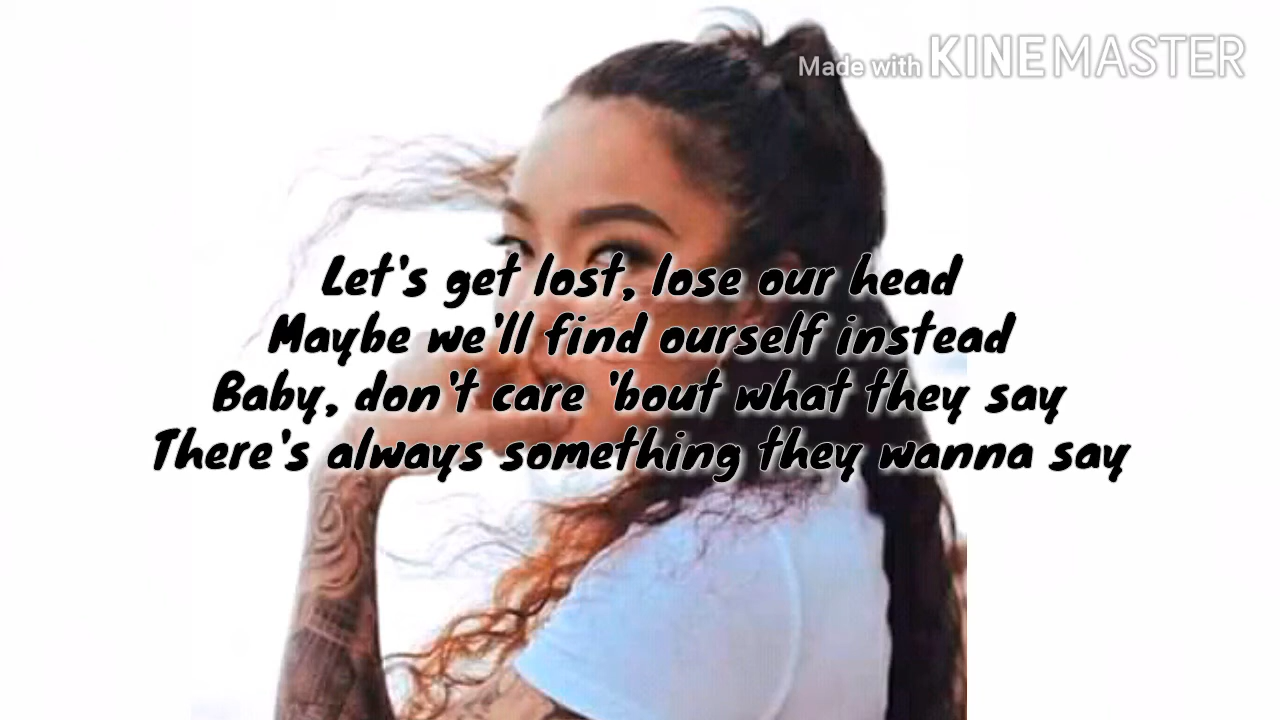 Made with KINEMASTER
Let's get lost, lose our head
Maybe we'll find ourself instead
Baby, don't care 'bout what they say
There's always something they wanna say